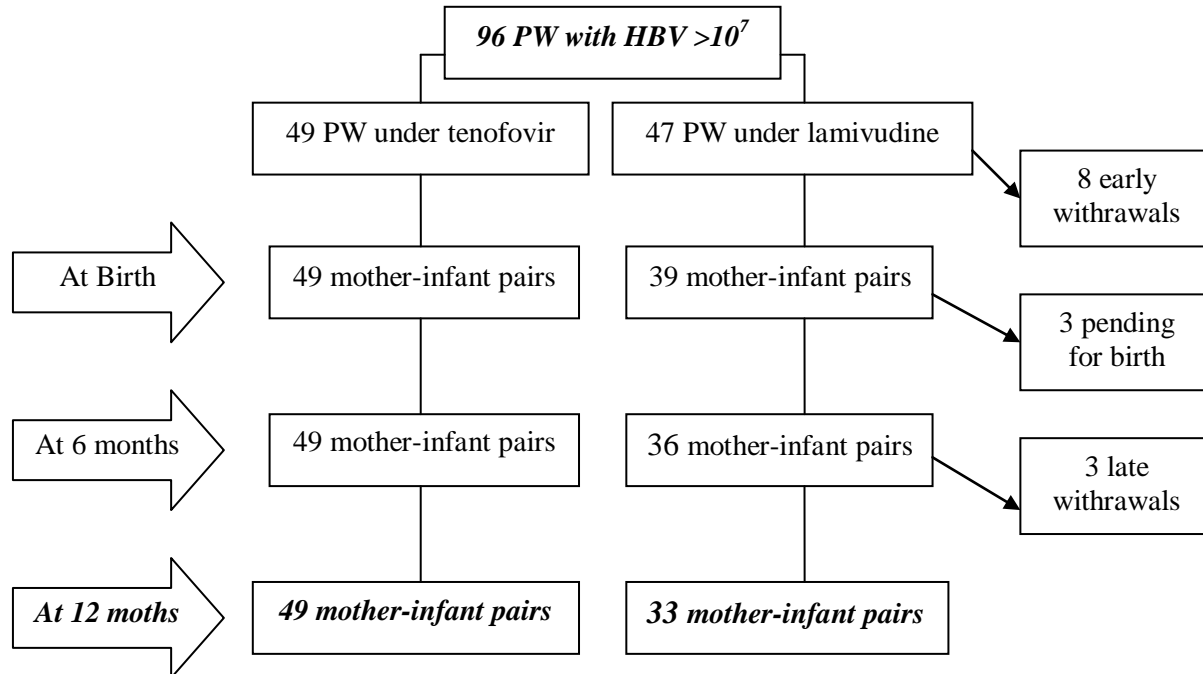 96 PW with HBV >10⁷
49 PW under tenofovir
47 PW under lamivudine
8 early
withrawals
At Birth
49 mother-infant pairs
39 mother-infant pairs
3 pending
for birth
At 6 months
49 mother-infant pairs
36 mother-infant pairs
3 late
withrawals
At 12 moths
49 mother-infant pairs
33 mother-infant pairs